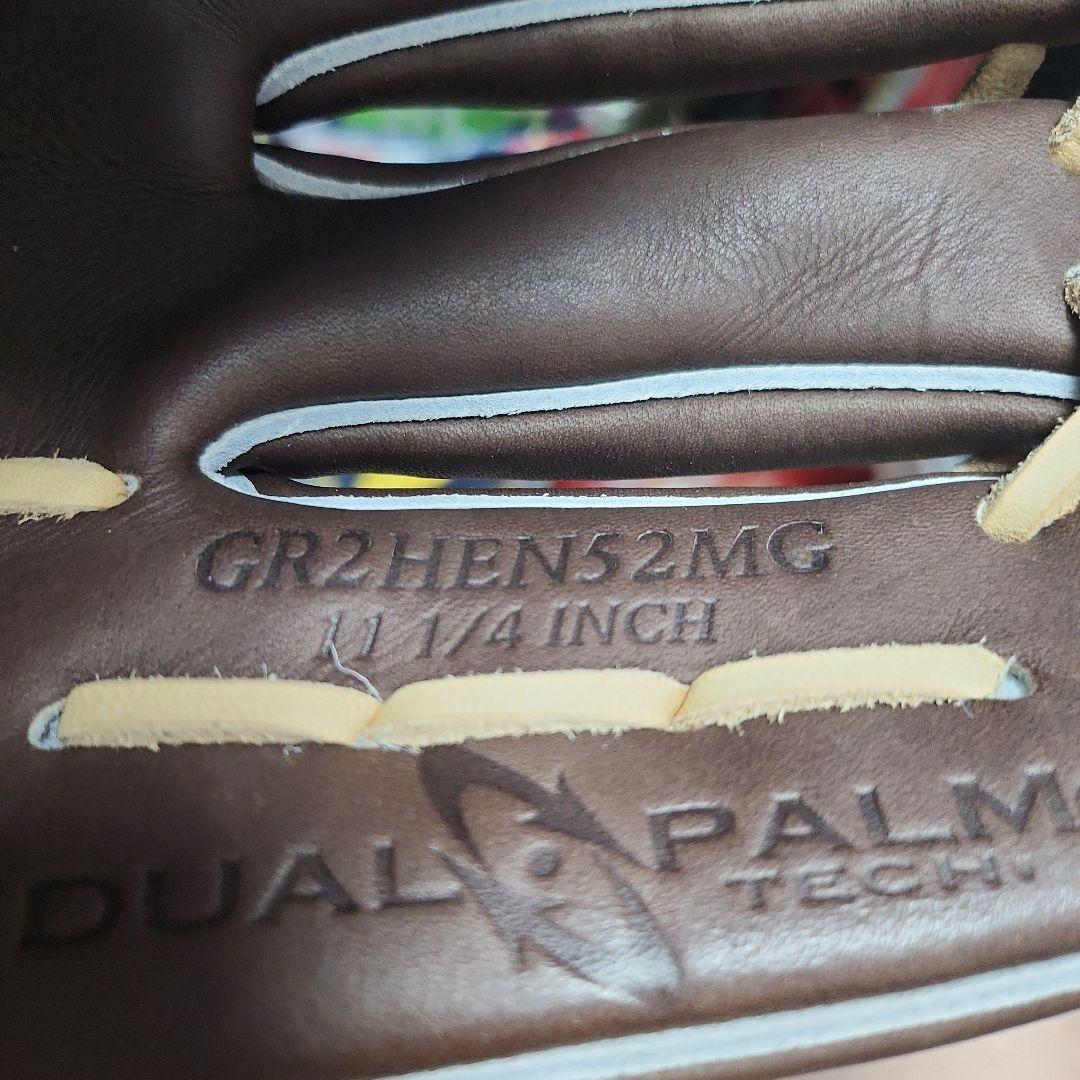 GR2HEN52MG
11 1/4 INCH
DUAL PALM
TECH.